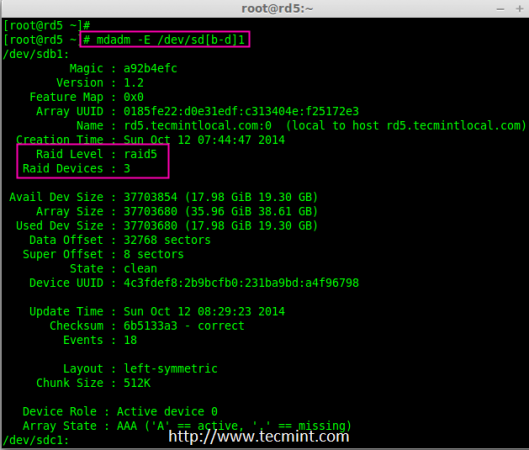 root@rd5:~
[root@rd5 ~]#
[root@rd5 ~]# mdadm -E /dev/sd[b-d]1
/dev/sdb1:
Magic : a92b4efc
Version : 1.2
Feature Map : 0x0
Array UUID : 0185fe22:d0e31edf:c313404e:f25172e3
Name : rd5.tecmintlocal.com:0  (local to host rd5.tecmintlocal.com)
Creation Time : Sun Oct 12 07:44:47 2014
Raid Level : raid5
Raid Devices : 3
Avail Dev Size : 37703854 (17.98 GiB 19.30 GB)
Array Size : 37703680 (35.96 GiB 38.61 GB)
Used Dev Size : 37703680 (17.98 GiB 19.30 GB)
Data Offset : 32768 sectors
Super Offset : 8 sectors
State : clean
Device UUID : 4c3fdef8:2b9bcfb0:231ba9bd:a4f96798
Update Time : Sun Oct 12 08:29:23 2014
Checksum : 6b5133a3 - correct
Events : 18
Layout : left-symmetric
Chunk Size : 512K
Device Role : Active device 0
Array State : AAA ('A' == active, '.' == missing)
/dev/sdc1:
http://www.tecmint.com